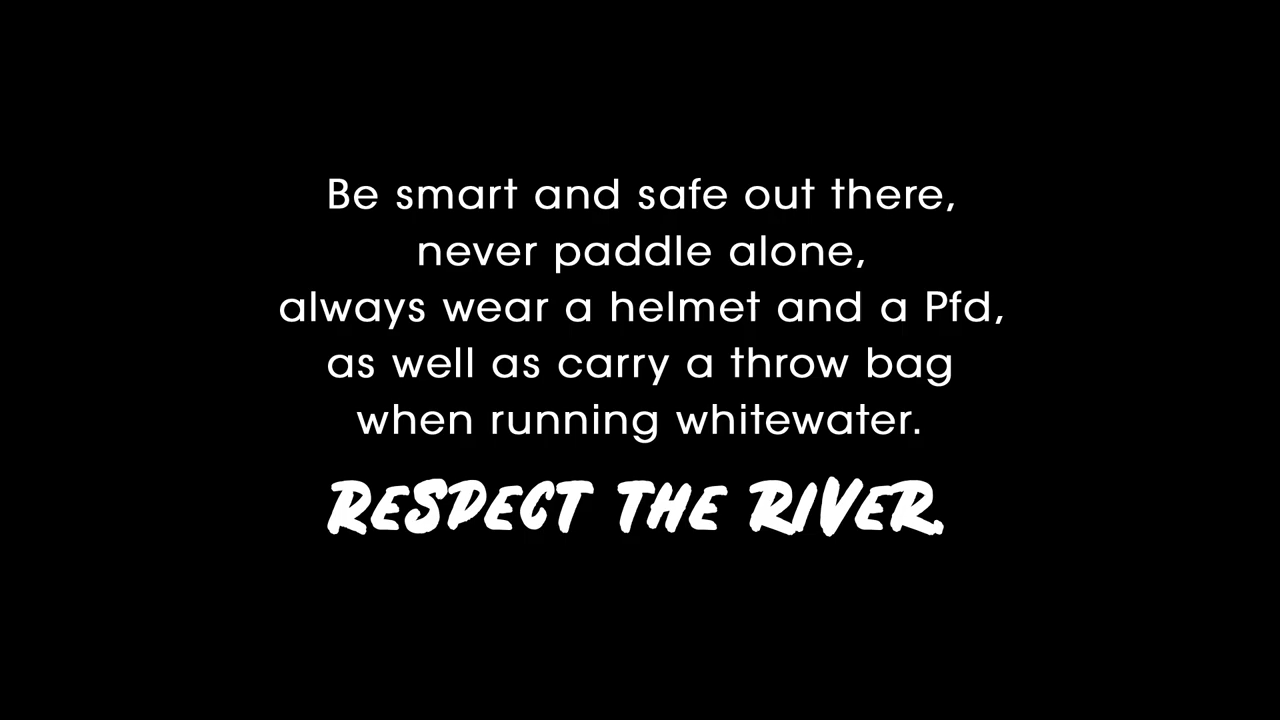 Be smart and safe out there,
never paddle alone,
always wear a helmet and a Pfd,
as well as carry a throw bag
when running whitewater.
RESPECT THE RIVER.